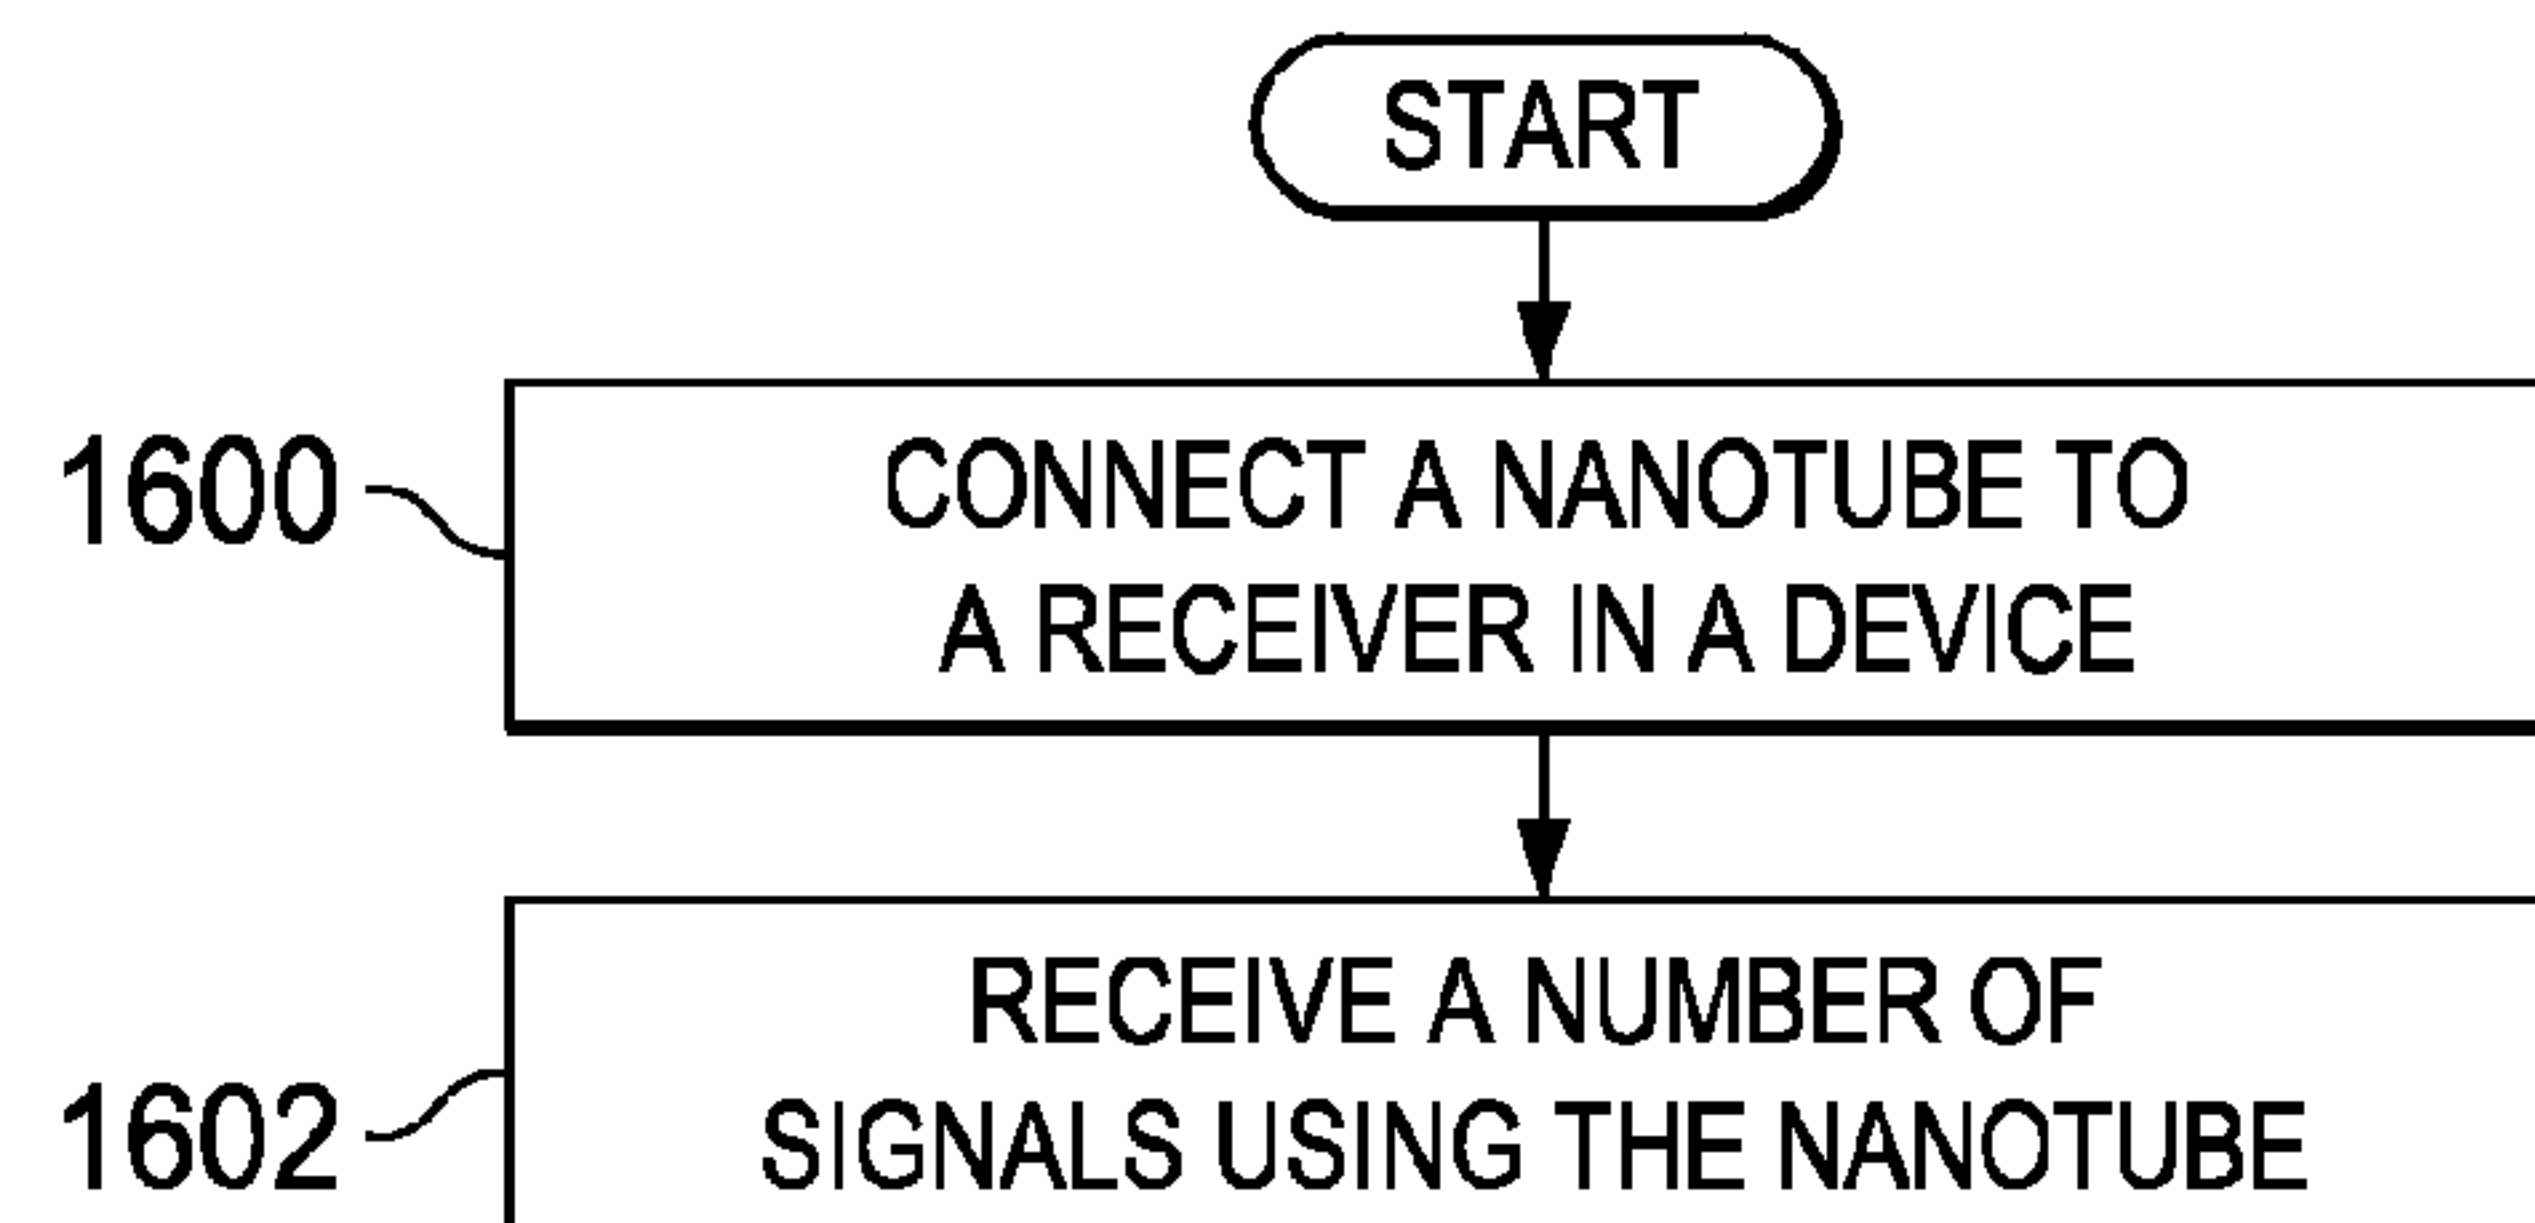 START
1600
CONNECT A NANOTUBE TO
A RECEIVER IN A DEVICE
RECEIVE A NUMBER OF
1602
SIGNALS USING THE NANOTUBE